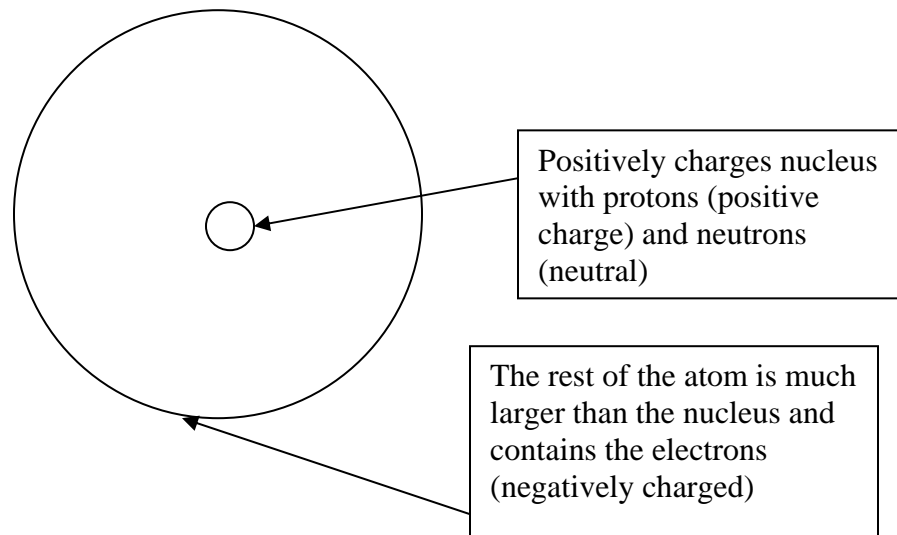 Positively charges nucleus
with protons (positive
charge) and neutrons
(neutral)
The rest of the atom is much
larger than the nucleus and
contains the electrons
(negatively charged)